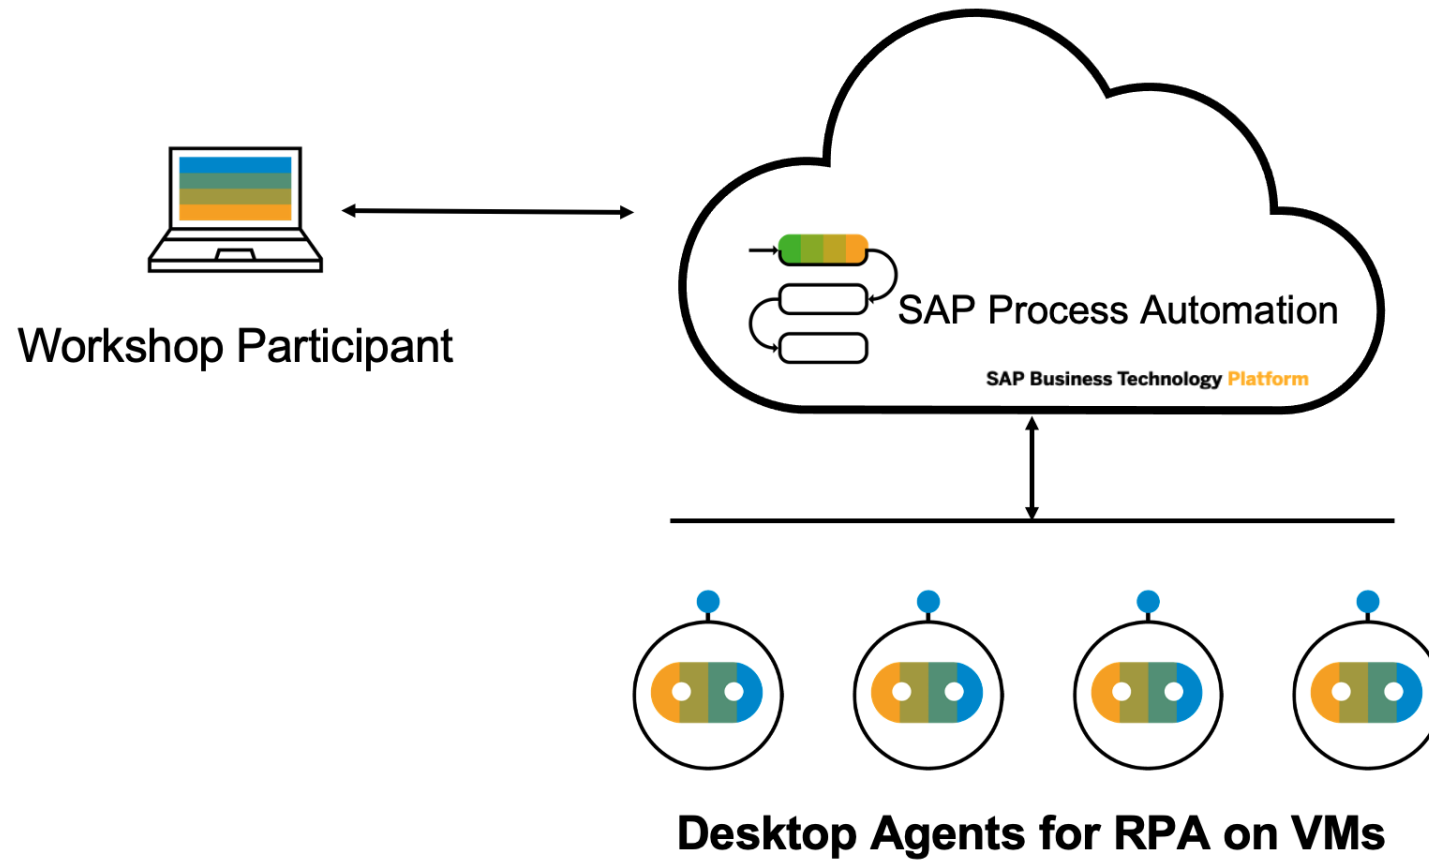 Workshop Participant
SAP Process Automation
SAP Business Technology Platform
Desktop Agents for RPA on VMs